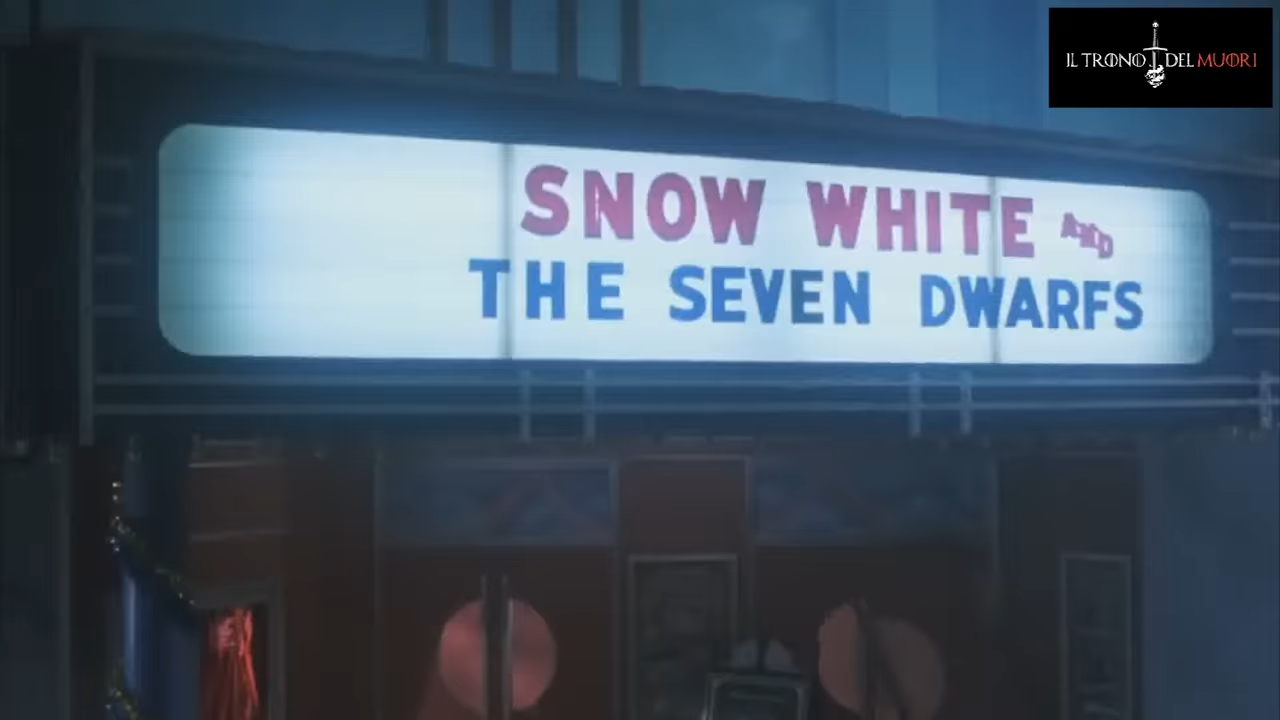 IL TRONO DEL MUORI
SNOW WHITE AND
THE SEVEN DWARFS